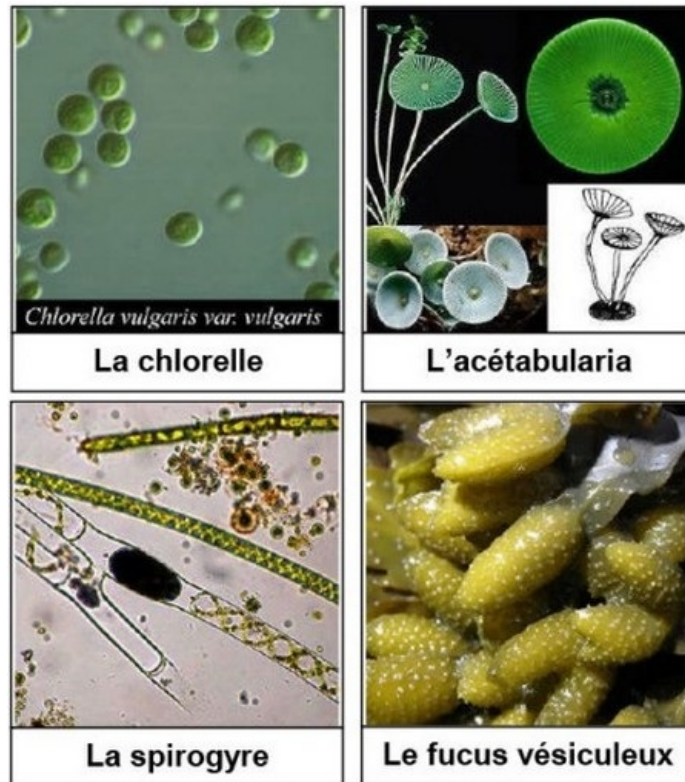 Chlorella vulgaris var. vulgaris
La chlorelle
L'acétabularia
La spirogyre
Le fucus vésiculeux